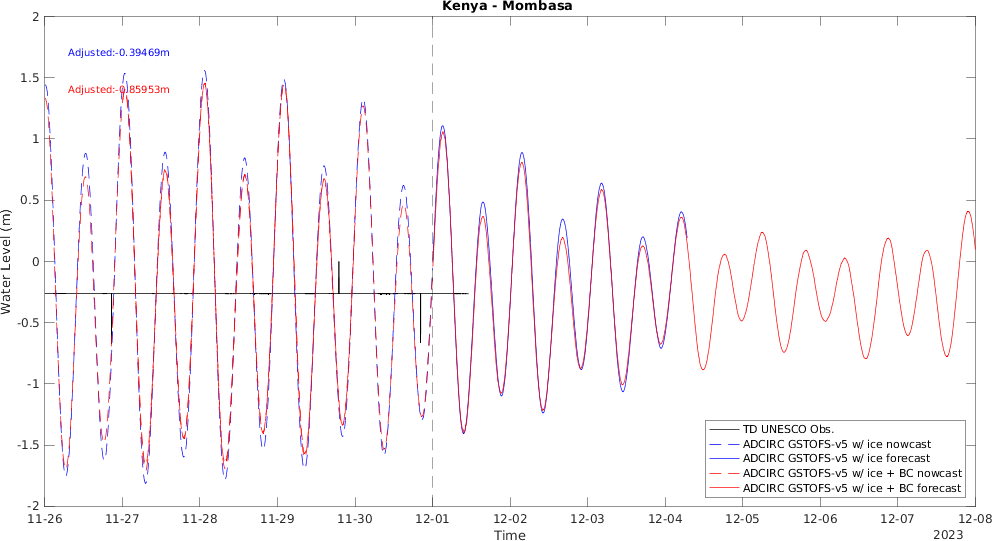 Kenya - Mombasa
Adjusted:-0.39469m
Adjusted:-0.85953m
Water Level (m)
2
1.5
1
0.5
0
-0.5
-1
-1.5
-2
11-26 11-27 11-28 11-29 11-30 12-01 12-02 12-03 12-04 12-05 12-06 12-07 12-08
Time
2023
TD UNESCO Obs.
ADCIRC GSTOFS-v5 w/ ice nowcast
ADCIRC GSTOFS-v5 w/ ice forecast
ADCIRC GSTOFS-v5 w/ ice + BC nowcast
ADCIRC GSTOFS-v5 w/ ice + BC forecast